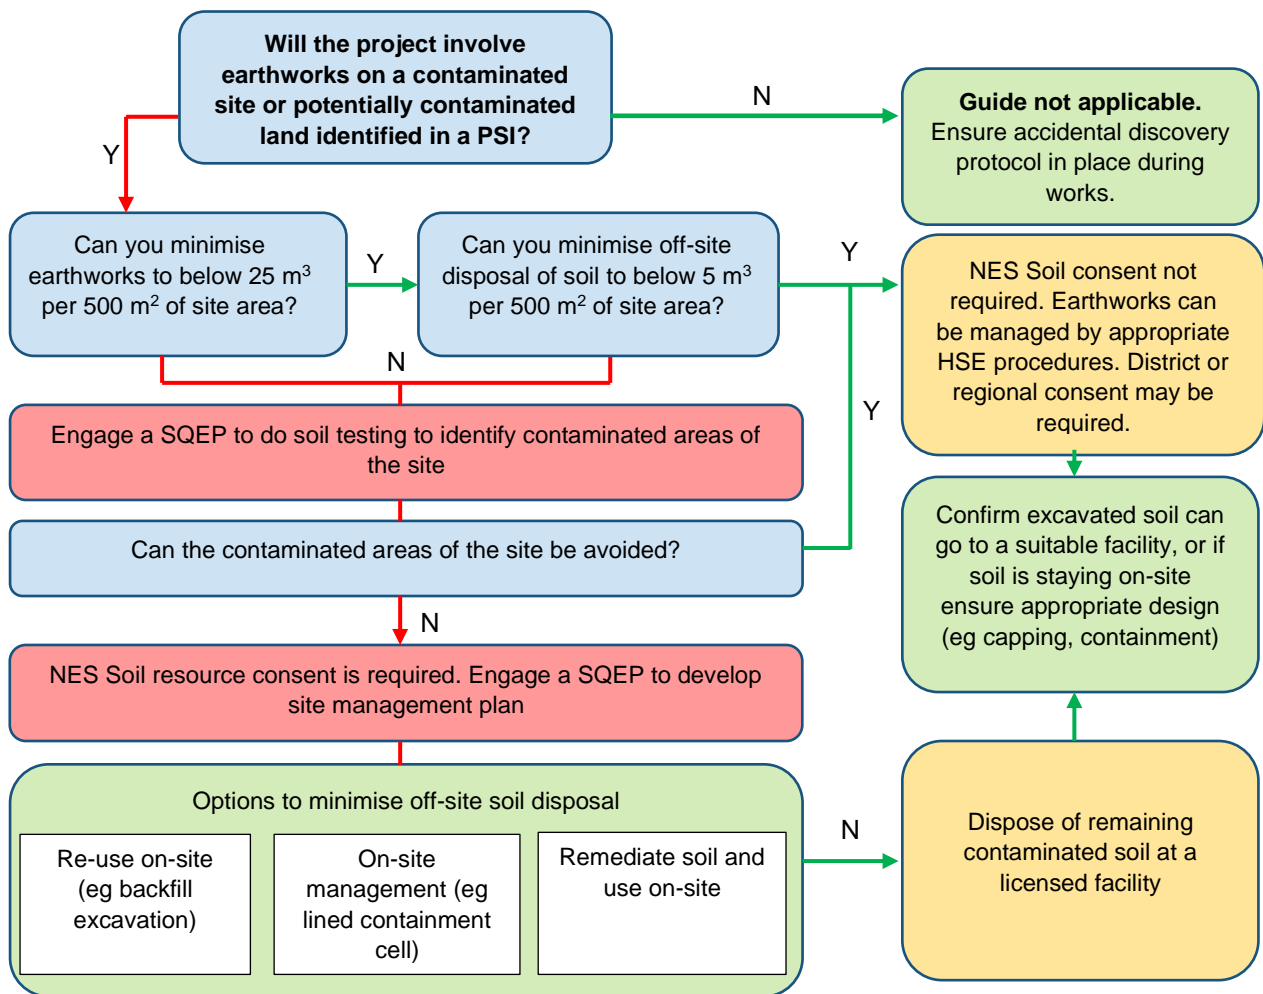 Will the project involve
earthworks on a contaminated
site or potentially contaminated
land identified in a PSI?
N
Guide not applicable.
Ensure accidental discovery
protocol in place during
works.
Y
Can you minimise
earthworks to below 25 m³
per 500 m² of site area?
Y
Can you minimise off-site
disposal of soil to below 5 m³
per 500 m² of site area?
Y
NES Soil consent not
required. Earthworks can
be managed by appropriate
HSE procedures. District or
regional consent may be
required.
N
Y
Engage a SQEP to do soil testing to identify contaminated areas of
the site
Can the contaminated areas of the site be avoided?
Confirm excavated soil can
go to a suitable facility, or if
soil is staying on-site
ensure appropriate design
(eg capping, containment)
N
NES Soil resource consent is required. Engage a SQEP to develop
site management plan
Options to minimise off-site soil disposal
Re-use on-site
(eg backfill
excavation)
On-site
management (eg
lined containment
cell)
Remediate soil and
use on-site
N
Dispose of remaining
contaminated soil at a
licensed facility